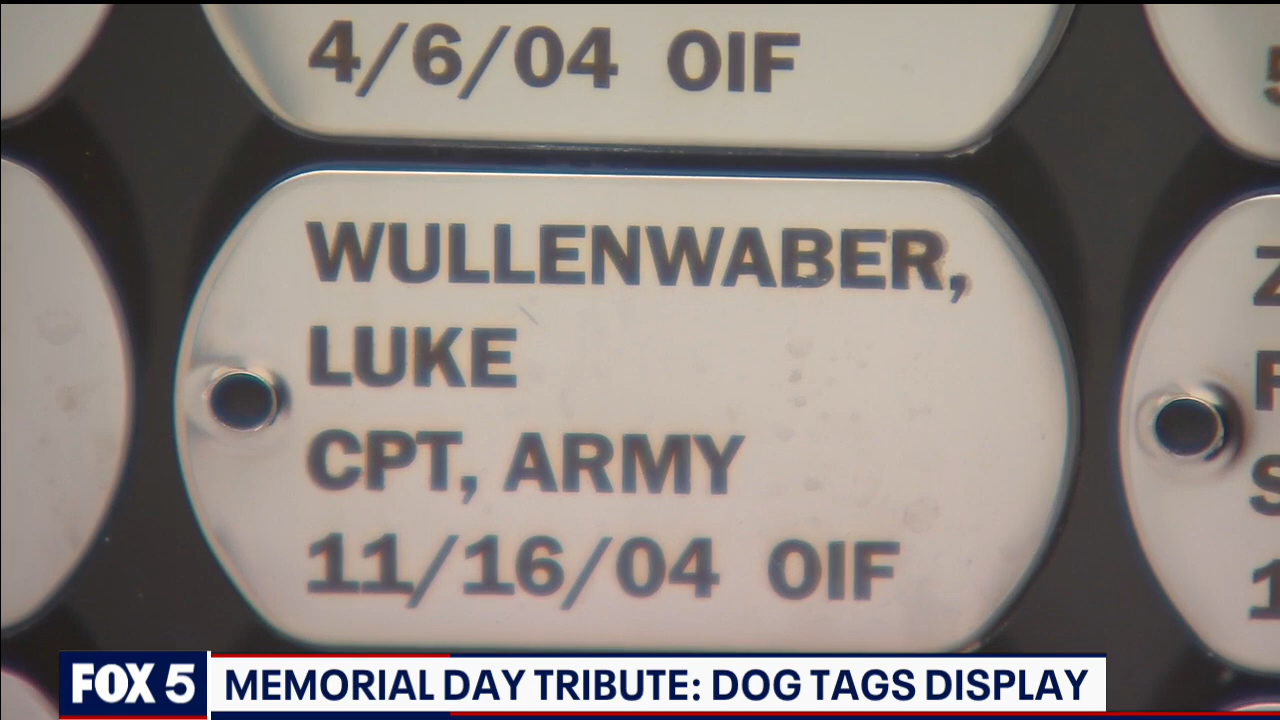 4/6/04 OIF
WULLENWABER,
LUKE
CPT, ARMY
11/16/04 OIF
FOX 5
MEMORIAL DAY TRIBUTE: DOG TAGS DISPLAY